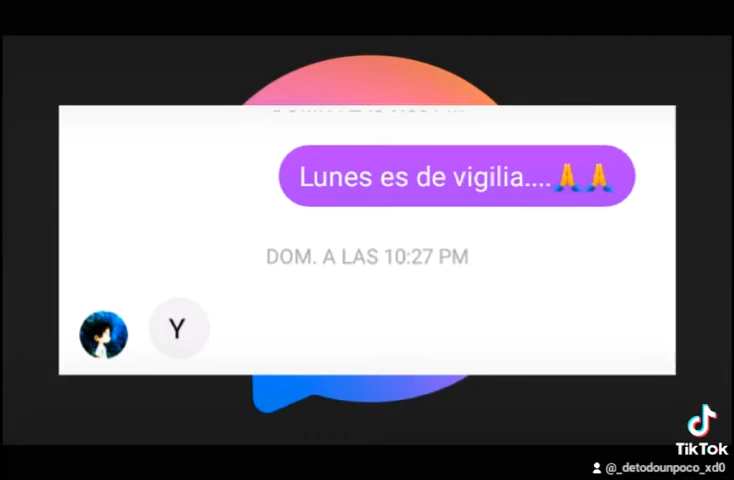 Lunes es de vigilia....🙏🙏
DOM. A LAS 10:27 PM
Y
TikTok
@_detodounpoco_xd0